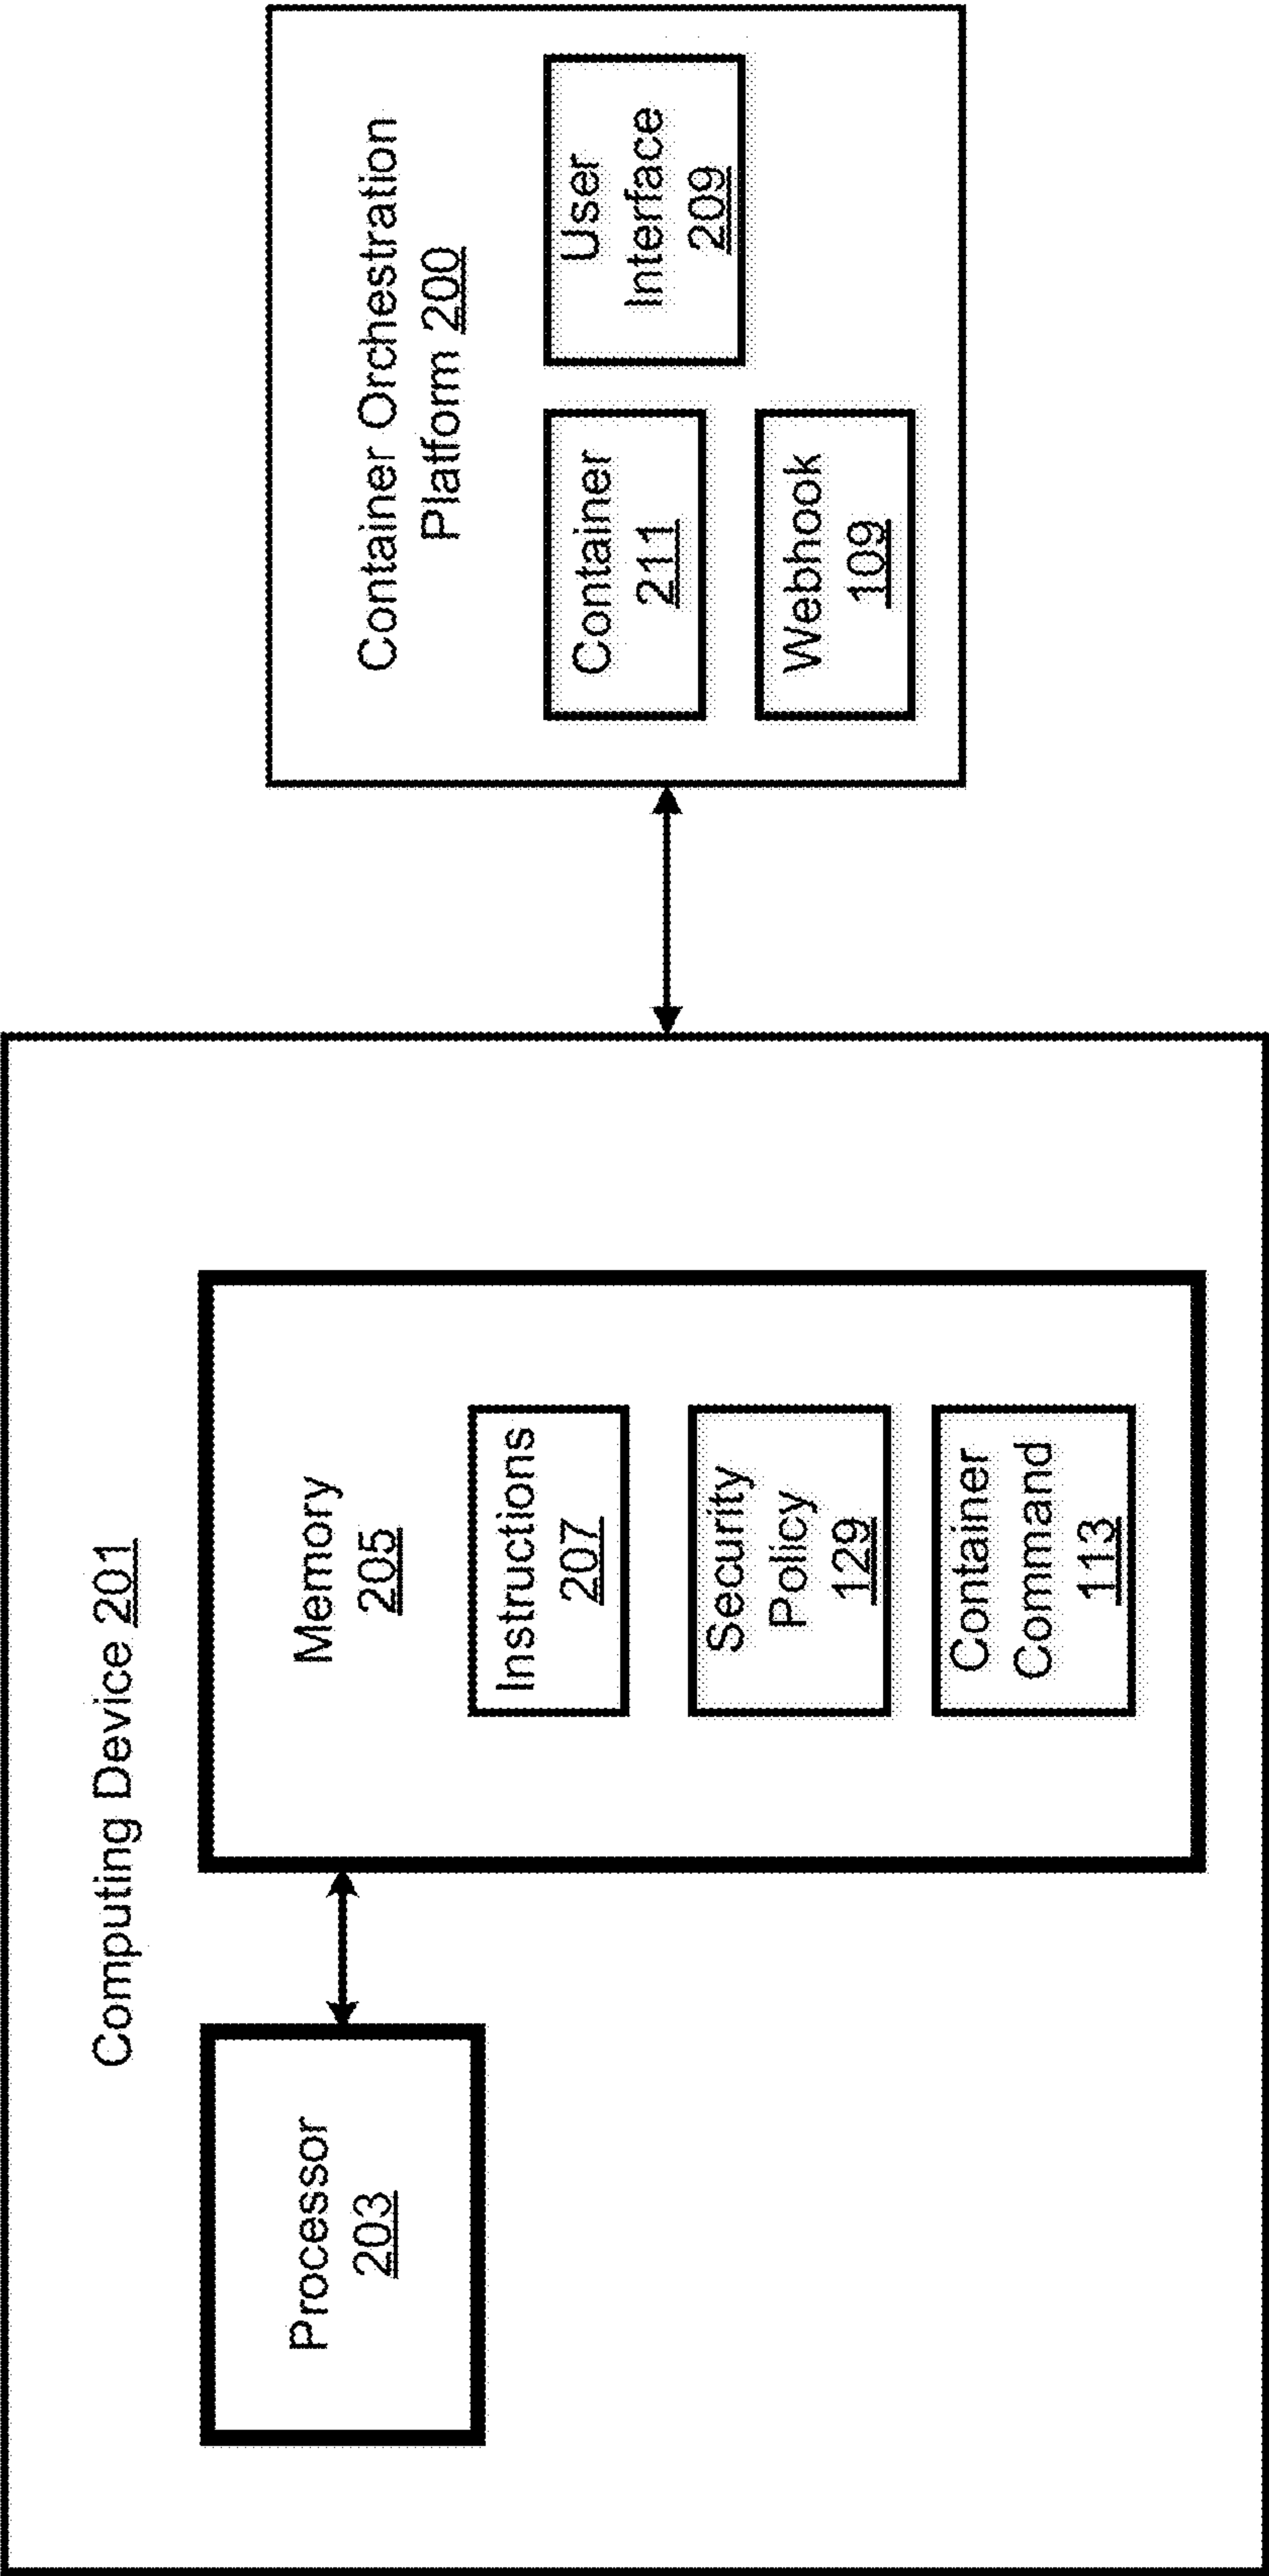 Computing Device 201
Processor
203
Memory
205
Instructions
207
Security
Policy
129
Container
Command
113
Container Orchestration
Platform 200
Container
211
User
Interface
209
Webhook
109